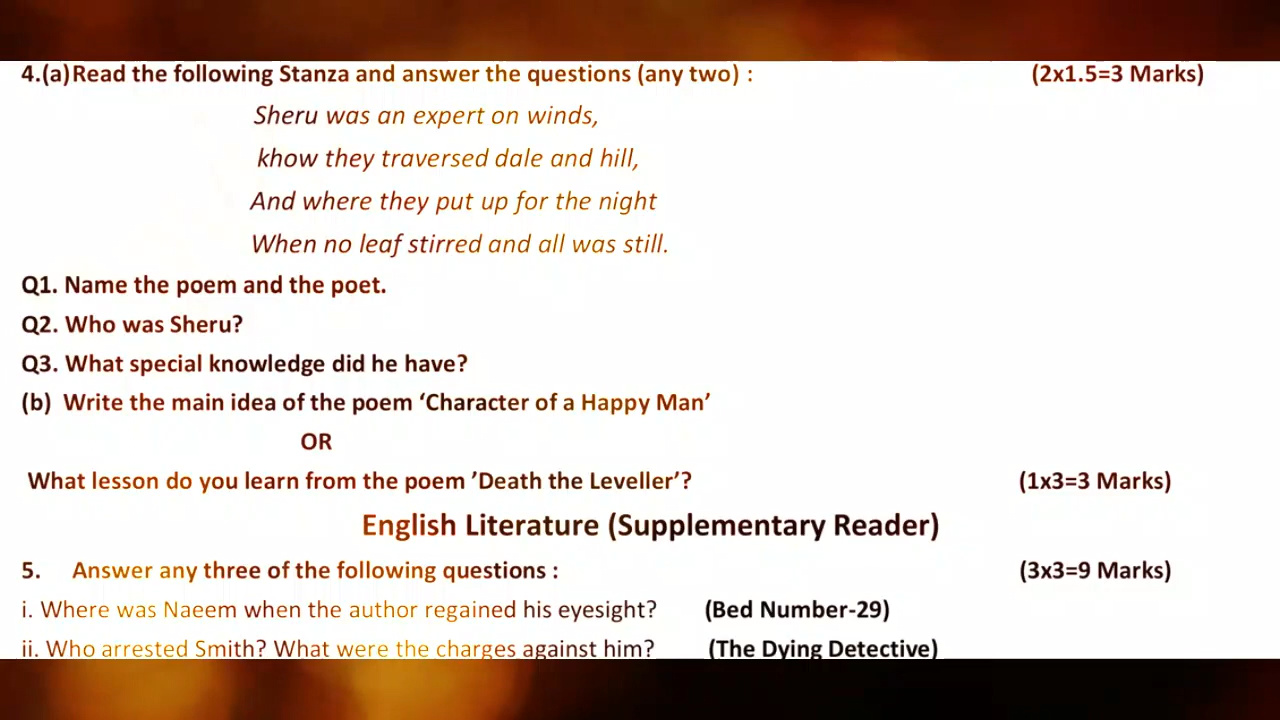 4.(a)Read the following Stanza and answer the questions (any two) : (2x1.5=3 Marks)
Sheru was an expert on winds,
khow they traversed dale and hill,
And where they put up for the night
When no leaf stirred and all was still.
Q1. Name the poem and the poet.
Q2. Who was Sheru?
Q3. What special knowledge did he have?
(b) Write the main idea of the poem ‘Character of a Happy Man’
OR
What lesson do you learn from the poem ’Death the Leveller’? (1x3=3 Marks)
English Literature (Supplementary Reader)
5. Answer any three of the following questions : (3x3=9 Marks)
i. Where was Naeem when the author regained his eyesight? (Bed Number-29)
ii. Who arrested Smith? What were the charges against him? (The Dying Detective)